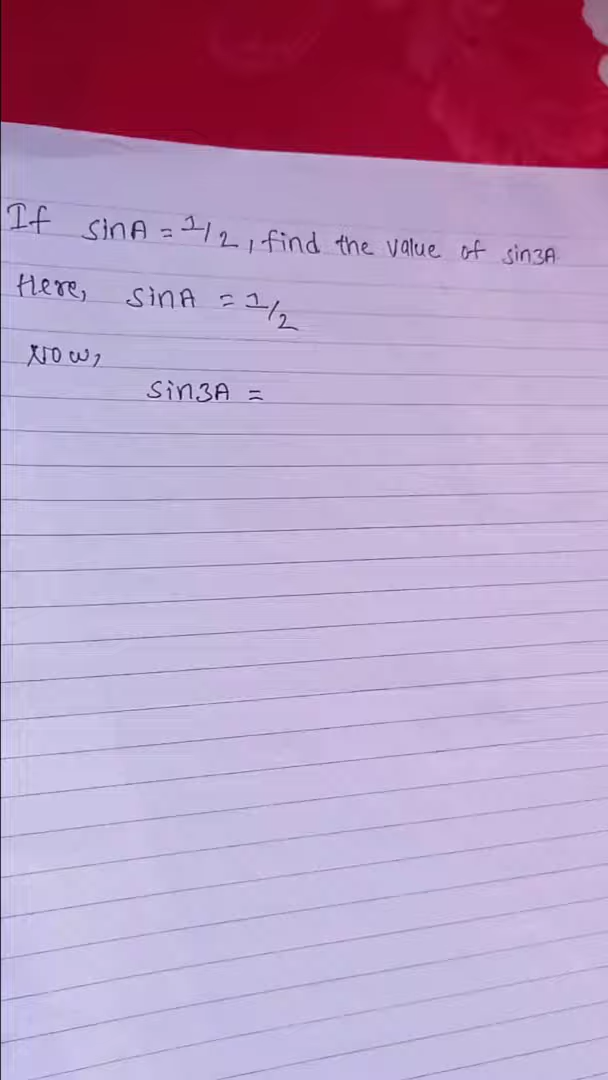 If sinA = 1/2, find the value of sin3A.
Here, sinA = 1/2
Now,
sin3A =